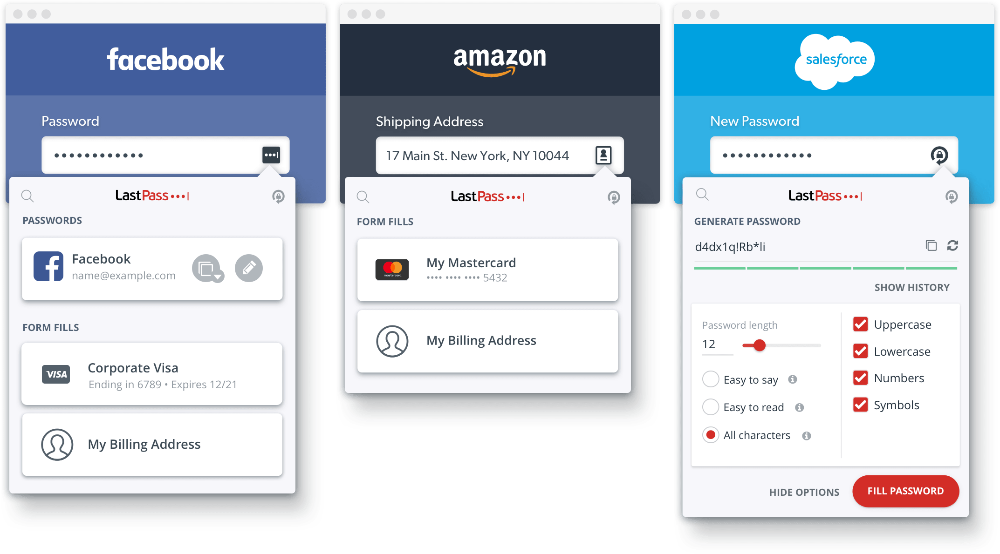 facebook
Password
LastPass
PASSWORDS
Facebook
name@example.com
FORM FILLS
VISA
Corporate Visa
Ending in 6789 • Expires 12/21
My Billing Address
amazon
Shipping Address
17 Main St. New York, NY 10044
LastPass
FORM FILLS
mastercard
My Mastercard
•••• •••• •••• 5432
My Billing Address
salesforce
New Password
LastPass
GENERATE PASSWORD
d4dx1q!Rb*li
SHOW HISTORY
Password length
12
Easy to say
Easy to read
All characters
Uppercase
Lowercase
Numbers
Symbols
HIDE OPTIONS
FILL PASSWORD